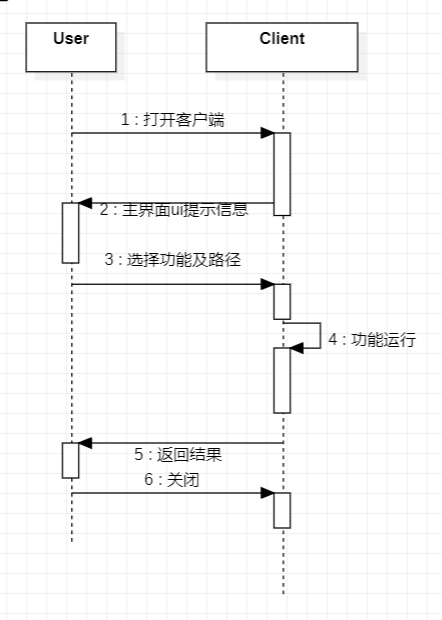 User
Client
1 : 打开客户端
2 : 主界面ui提示信息
3 : 选择功能及路径
4 : 功能运行
5 : 返回结果
6 : 关闭